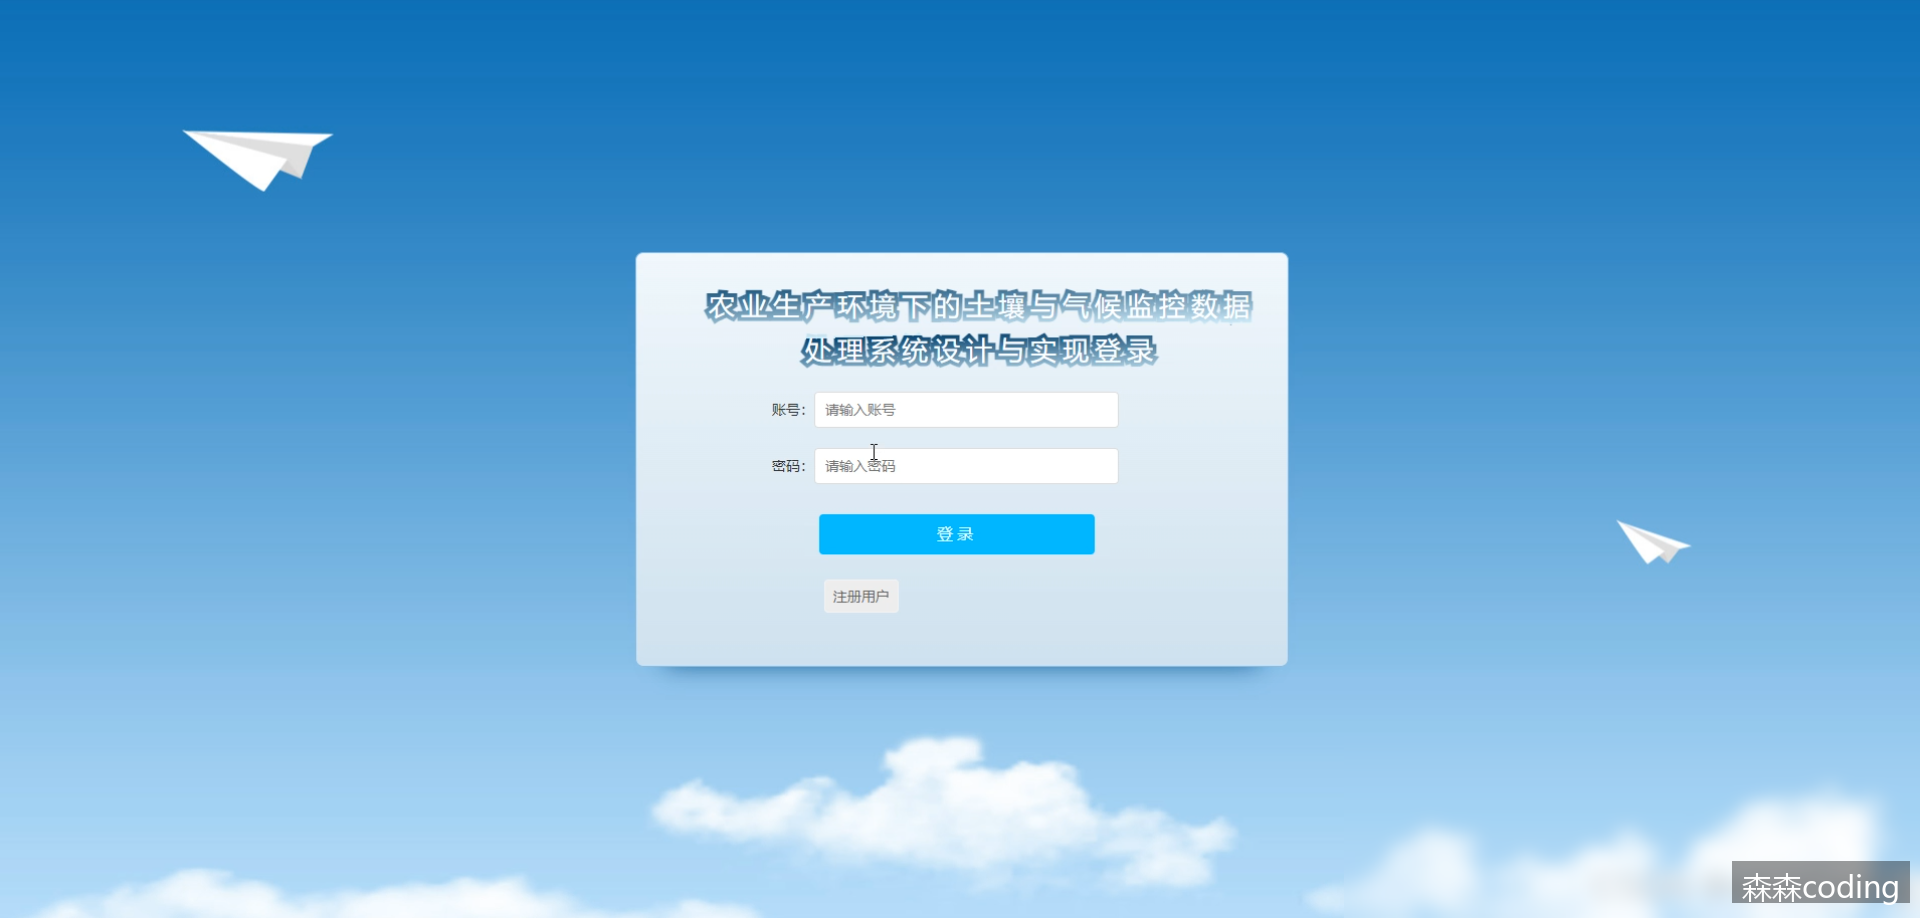 农业生产环境下的土壤与气候监控数据
处理系统设计与实现登录
账号：
请输入账号
密码：
请输入密码
登录
注册用户
森森coding